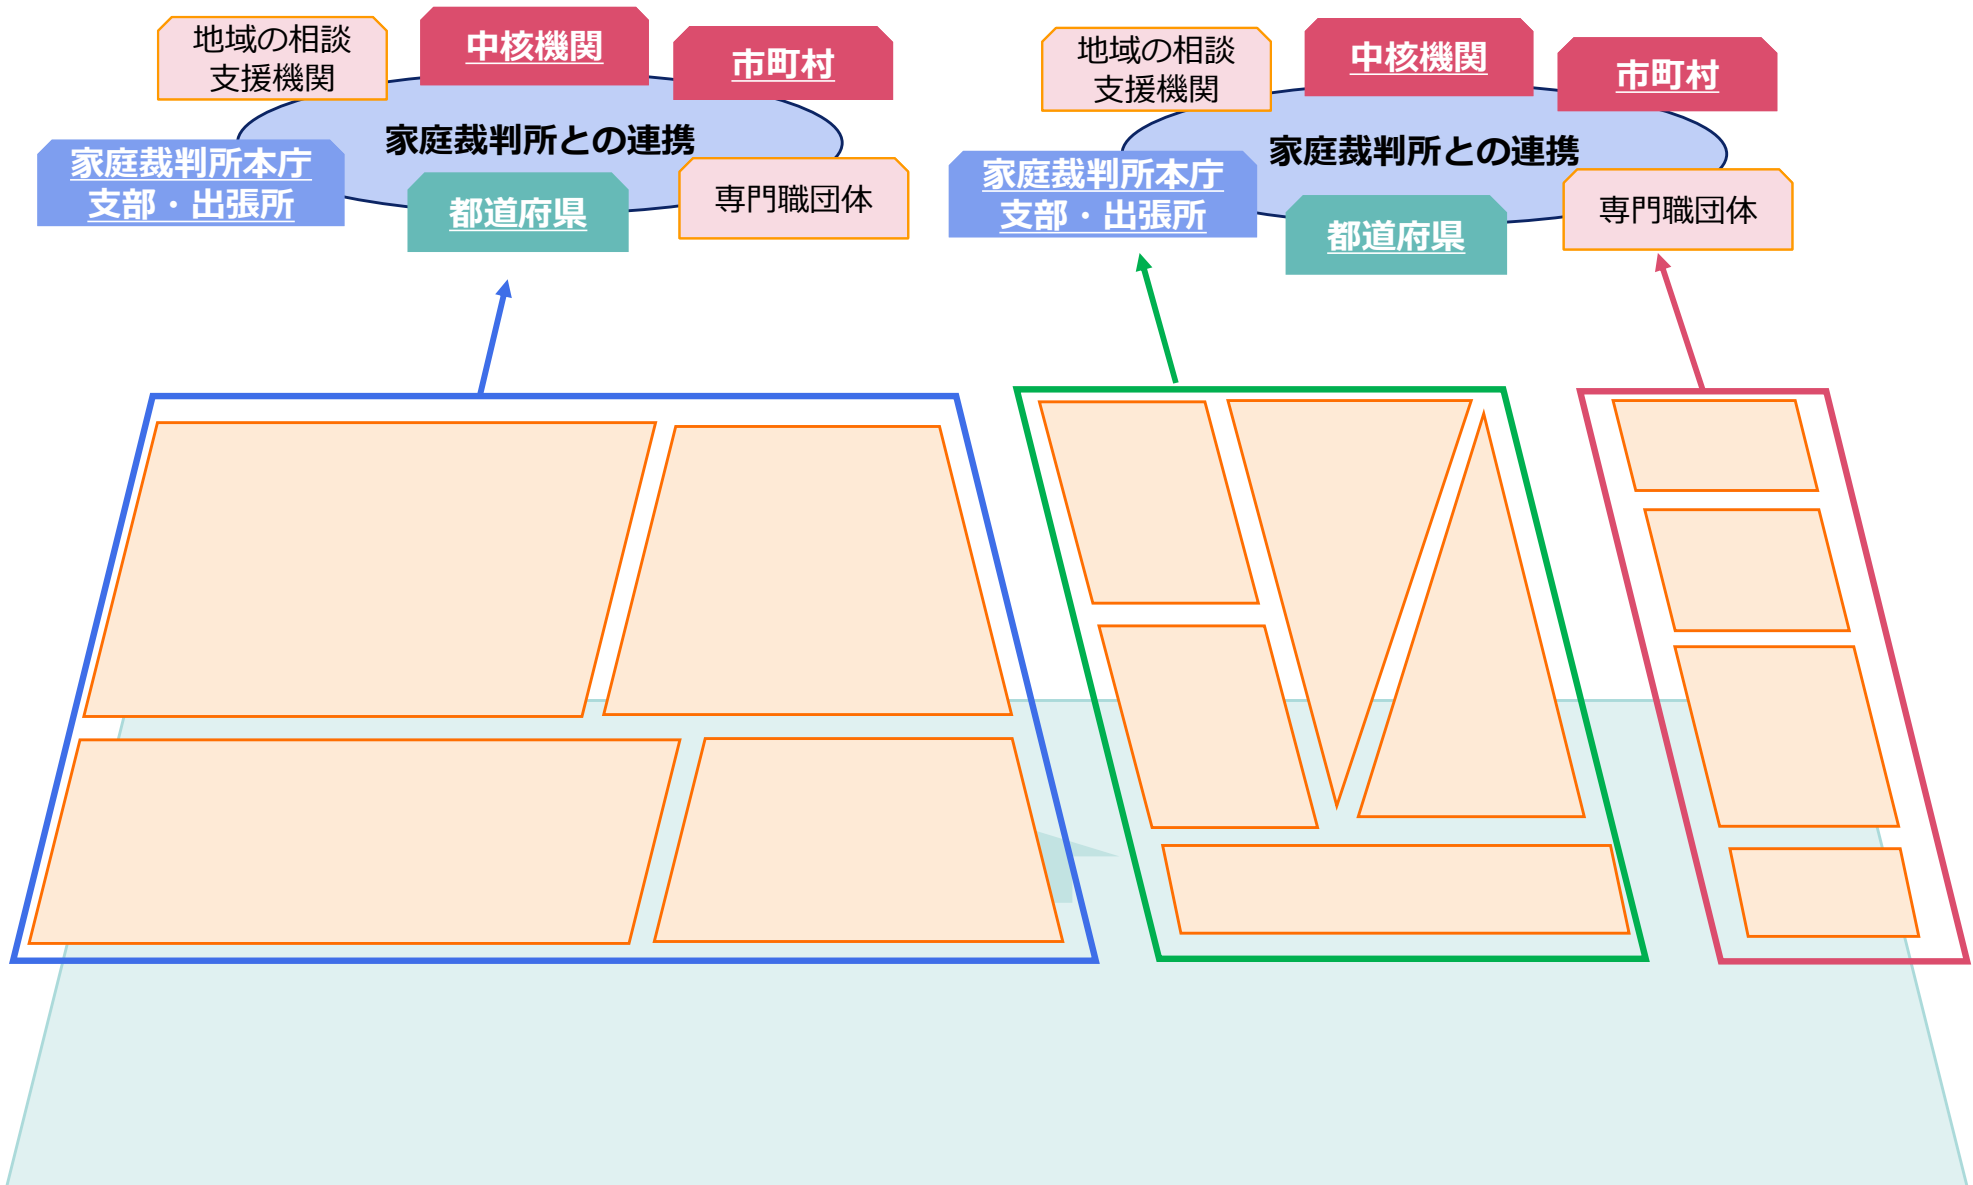 地域の相談
支援機関
中核機関
市町村
家庭裁判所との連携
家庭裁判所本庁
支部・出張所
都道府県
専門職団体
地域の相談
支援機関
中核機関
市町村
家庭裁判所との連携
家庭裁判所本庁
支部・出張所
都道府県
専門職団体